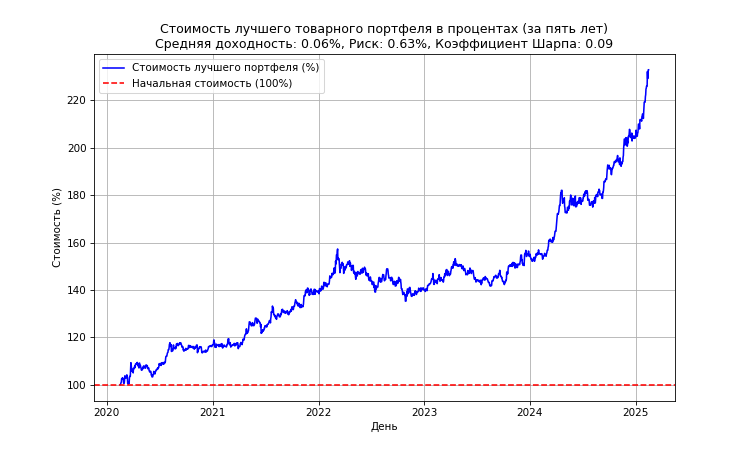 Стоимость лучшего товарного портфеля в процентах (за пять лет)
Средняя доходность: 0.06%, Риск: 0.63%, Коэффициент Шарпа: 0.09
Стоимость лучшего портфеля (%)
Начальная стоимость (100%)
Стоимость (%)
220
200
180
160
140
120
100
2020
2021
2022
2023
2024
2025
День